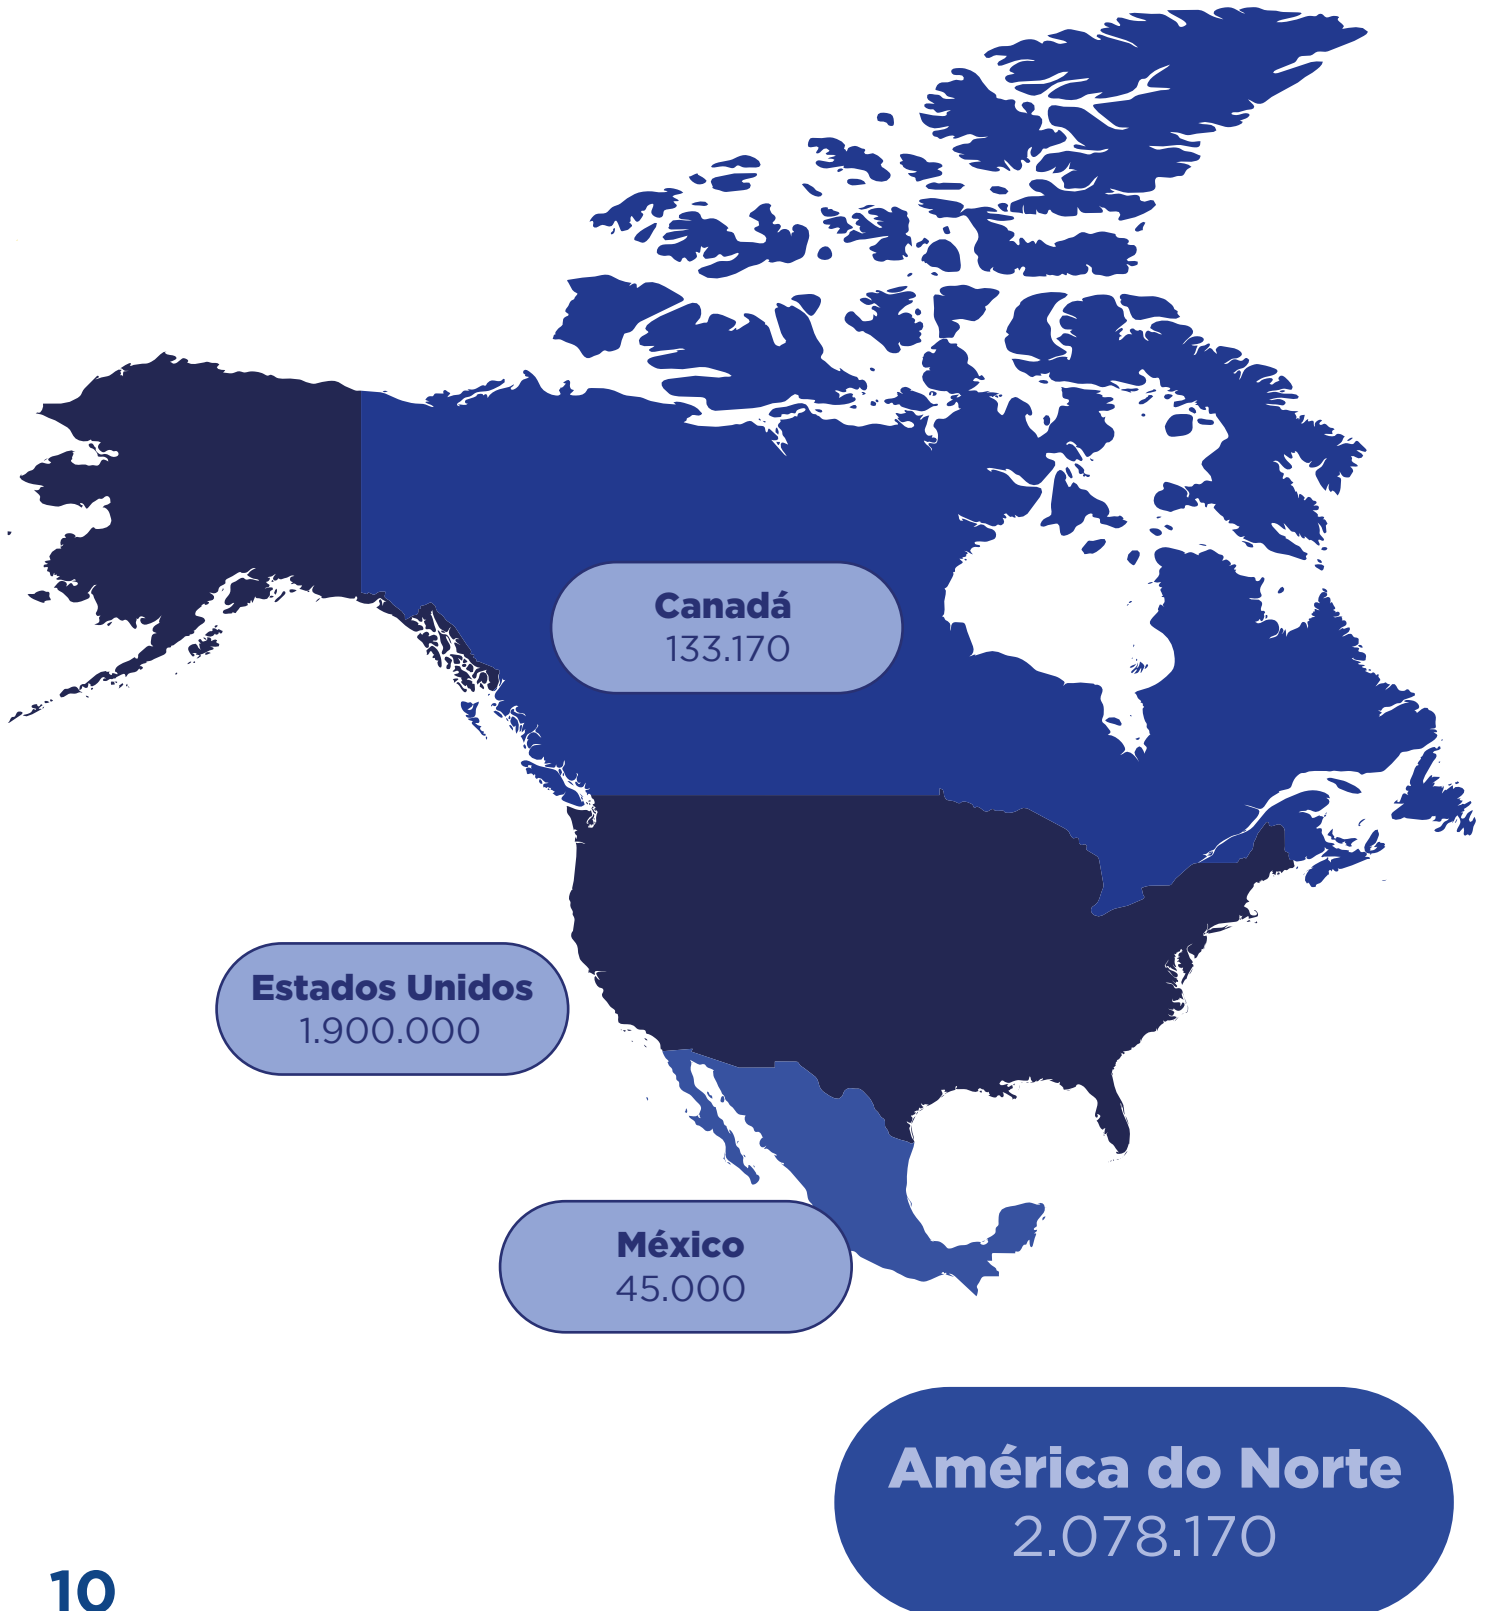 Canadá
133.170
Estados Unidos
1.900.000
México
45.000
América do Norte
2.078.170
10